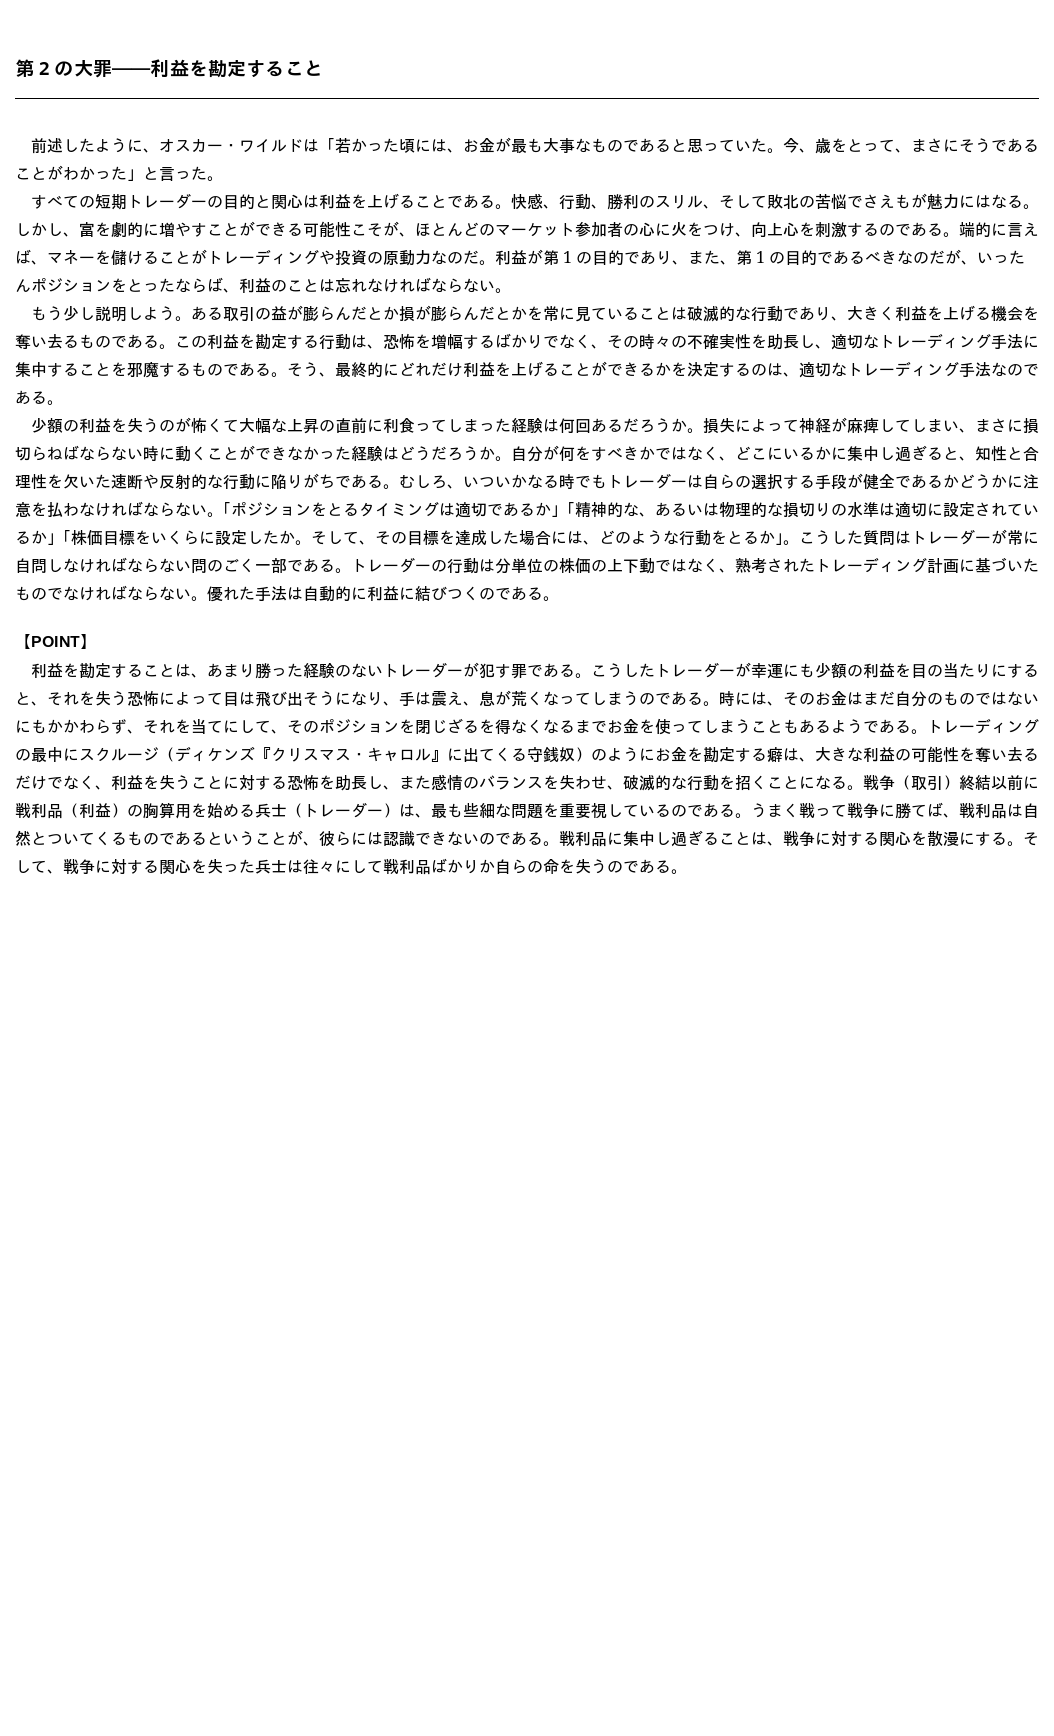 第２の大罪――利益を勘定すること
　前述したように、オスカー・ワイルドは「若かった頃には、お金が最も大事なものであると思っていた。今、歳をとって、まさにそうである
ことがわかった」と言った。
　すべての短期トレーダーの目的と関心は利益を上げることである。快感、行動、勝利のスリル、そして敗北の苦悩でさえもが魅力にはなる。
しかし、富を劇的に増やすことができる可能性こそが、ほとんどのマーケット参加者の心に火をつけ、向上心を刺激するのである。端的に言え
ば、マネーを儲けることがトレーディングや投資の原動力なのだ。利益が第１の目的であり、また、第１の目的であるべきなのだが、いった
んポジションをとったならば、利益のことは忘れなければならない。
　もう少し説明しよう。ある取引の益が膨らんだとか損が膨らんだとかを常に見ていることは破滅的な行動であり、大きく利益を上げる機会を
奪い去るものである。この利益を勘定する行動は、恐怖を増幅するばかりでなく、その時々の不確実性を助長し、適切なトレーディング手法に
集中することを邪魔するものである。そう、最終的にどれだけ利益を上げることができるかを決定するのは、適切なトレーディング手法なので
ある。
　少額の利益を失うのが怖くて大幅な上昇の直前に利食ってしまった経験は何回あるだろうか。損失によって神経が麻痺してしまい、まさに損
切らねばならない時に動くことができなかった経験はどうだろうか。自分が何をすべきかではなく、どこにいるかに集中し過ぎると、知性と合
理性を欠いた速断や反射的な行動に陥りがちである。むしろ、いついかなる時でもトレーダーは自らの選択する手段が健全であるかどうかに注
意を払わなければならない。「ポジションをとるタイミングは適切であるか」「精神的な、あるいは物理的な損切りの水準は適切に設定されてい
るか」「株価目標をいくらに設定したか。そして、その目標を達成した場合には、どのような行動をとるか」。こうした質問はトレーダーが常に
自問しなければならない問のごく一部である。トレーダーの行動は分単位の株価の上下動ではなく、熟考されたトレーディング計画に基づいた
ものでなければならない。優れた手法は自動的に利益に結びつくのである。
【POINT】
　利益を勘定することは、あまり勝った経験のないトレーダーが犯す罪である。こうしたトレーダーが幸運にも少額の利益を目の当たりにする
と、それを失う恐怖によって目は飛び出そうになり、手は震え、息が荒くなってしまうのである。時には、そのお金はまだ自分のものではない
にもかかわらず、それを当てにして、そのポジションを閉じざるを得なくなるまでお金を使ってしまうこともあるようである。トレーディング
の最中にスクルージ（ディケンズ『クリスマス・キャロル』に出てくる守銭奴）のようにお金を勘定する癖は、大きな利益の可能性を奪い去る
だけでなく、利益を失うことに対する恐怖を助長し、また感情のバランスを失わせ、破滅的な行動を招くことになる。戦争（取引）終結以前に
戦利品（利益）の胸算用を始める兵士（トレーダー）は、最も些細な問題を重要視しているのである。うまく戦って戦争に勝てば、戦利品は自
然とついてくるものであるということが、彼らには認識できないのである。戦利品に集中し過ぎることは、戦争に対する関心を散漫にする。そ
して、戦争に対する関心を失った兵士は往々にして戦利品ばかりか自らの命を失うのである。